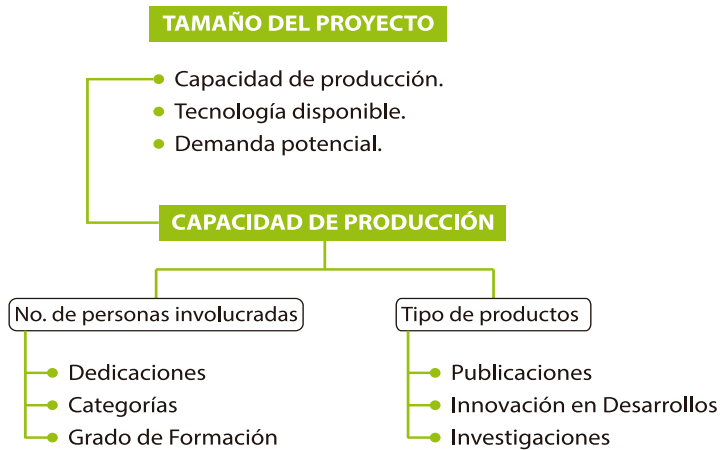 TAMAÑO DEL PROYECTO
Capacidad de producción.
Tecnología disponible.
Demanda potencial.
CAPACIDAD DE PRODUCCIÓN
No. de personas involucradas
Dedicaciones
Categorías
Grado de Formación
Tipo de productos
Publicaciones
Innovación en Desarrollos
Investigaciones